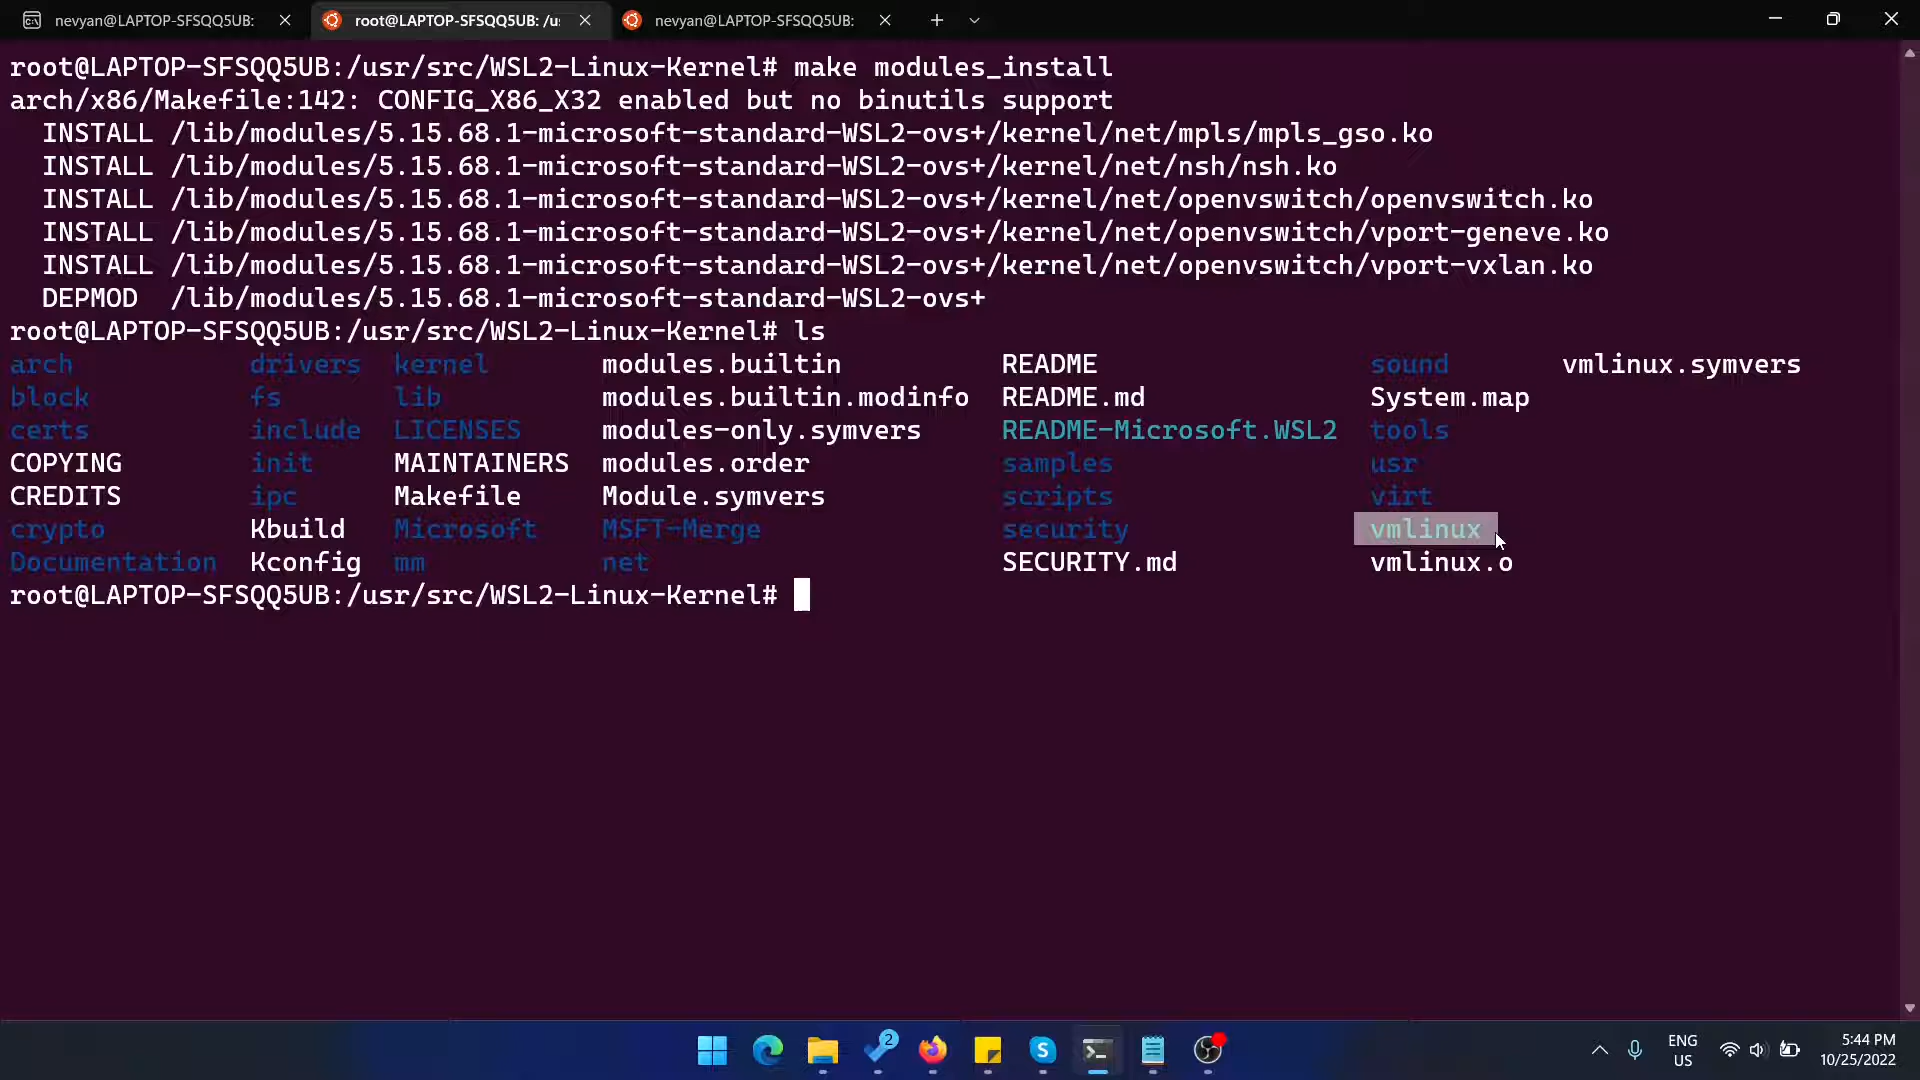 nevyan@LAPTOP-SFSQQ5UB: root@LAPTOP-SFSQQ5UB: /u nevyan@LAPTOP-SFSQQ5UB:
root@LAPTOP-SFSQQ5UB:/usr/src/WSL2-Linux-Kernel# make modules_install
arch/x86/Makefile:142: CONFIG_X86_X32 enabled but no binutils support
INSTALL /lib/modules/5.15.68.1-microsoft-standard-WSL2-ovs+/kernel/net/mpls/mpls_gso.ko
INSTALL /lib/modules/5.15.68.1-microsoft-standard-WSL2-ovs+/kernel/net/nsh/nsh.ko
INSTALL /lib/modules/5.15.68.1-microsoft-standard-WSL2-ovs+/kernel/net/openvswitch/openvswitch.ko
INSTALL /lib/modules/5.15.68.1-microsoft-standard-WSL2-ovs+/kernel/net/openvswitch/vport-geneve.ko
INSTALL /lib/modules/5.15.68.1-microsoft-standard-WSL2-ovs+/kernel/net/openvswitch/vport-vxlan.ko
DEPMOD /lib/modules/5.15.68.1-microsoft-standard-WSL2-ovs+
root@LAPTOP-SFSQQ5UB:/usr/src/WSL2-Linux-Kernel# ls
arch drivers kernel modules.builtin README sound vmlinux.symvers
block fs lib modules.builtin.modinfo README.md System.map
certs include LICENSES modules-only.symvers README-Microsoft.WSL2 tools
COPYING init MAINTAINERS modules.order samples usr
CREDITS ipc Makefile Module.symvers scripts virt
crypto Kbuild Microsoft MSFT-Merge security vmlinux
Documentation Kconfig mm net SECURITY.md vmlinux.o
root@LAPTOP-SFSQQ5UB:/usr/src/WSL2-Linux-Kernel#
2
ENG
US
5:44 PM
10/25/2022